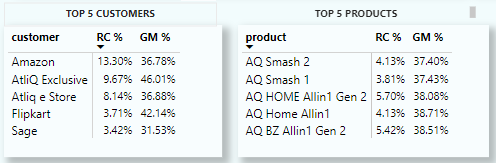 TOP 5 CUSTOMERS
customer RC % GM %
Amazon 13.30% 36.78%
AtliQ Exclusive 9.67% 46.01%
Atliq e Store 8.14% 36.88%
Flipkart 3.71% 42.14%
Sage 3.42% 31.53%
TOP 5 PRODUCTS
product RC % GM %
AQ Smash 2 4.13% 37.40%
AQ Smash 1 3.81% 37.43%
AQ HOME Allin1 Gen 2 5.70% 38.08%
AQ Home Allin1 4.13% 38.71%
AQ BZ Allin1 Gen 2 5.42% 38.51%